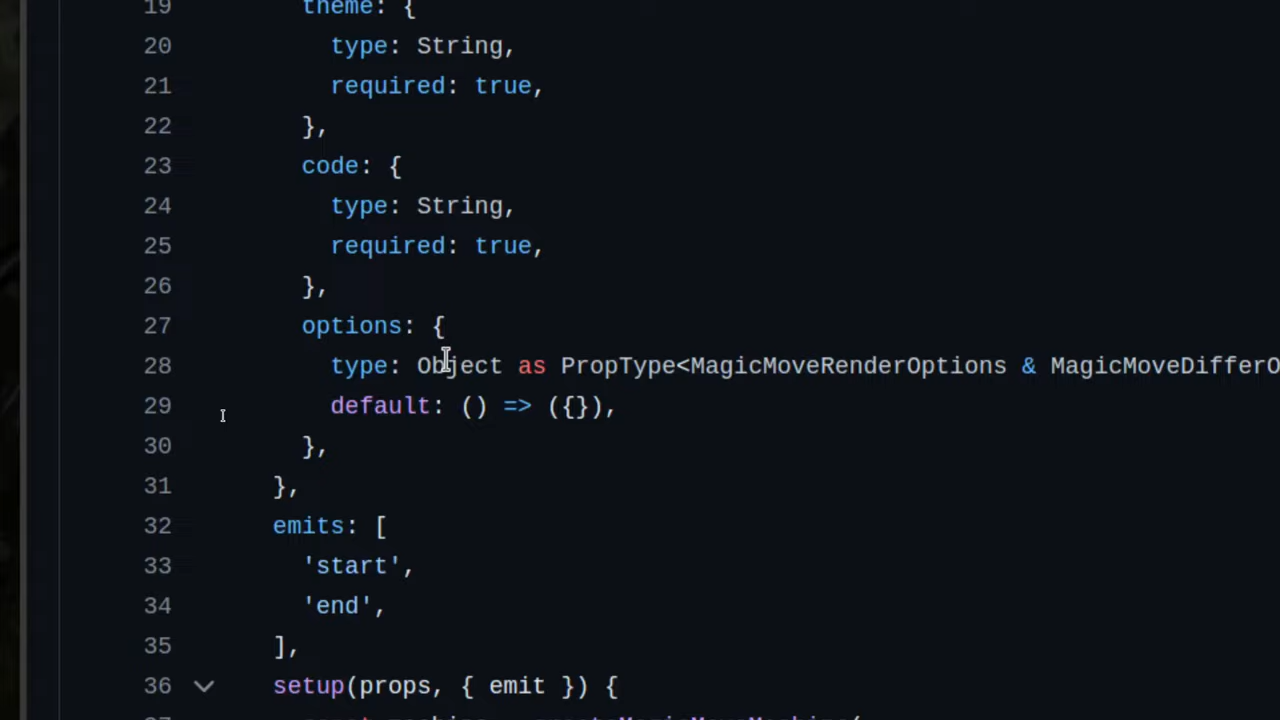 19 theme: {
20 type: String,
21 required: true,
22 },
23 code: {
24 type: String,
25 required: true,
26 },
27 options: {
28 type: Object as PropType<MagicMoveRenderOptions & MagicMoveDifferO
29 default: () => ({}),
30 },
31 },
32 emits: [
33 'start',
34 'end',
35 ],
36 setup(props, { emit }) {